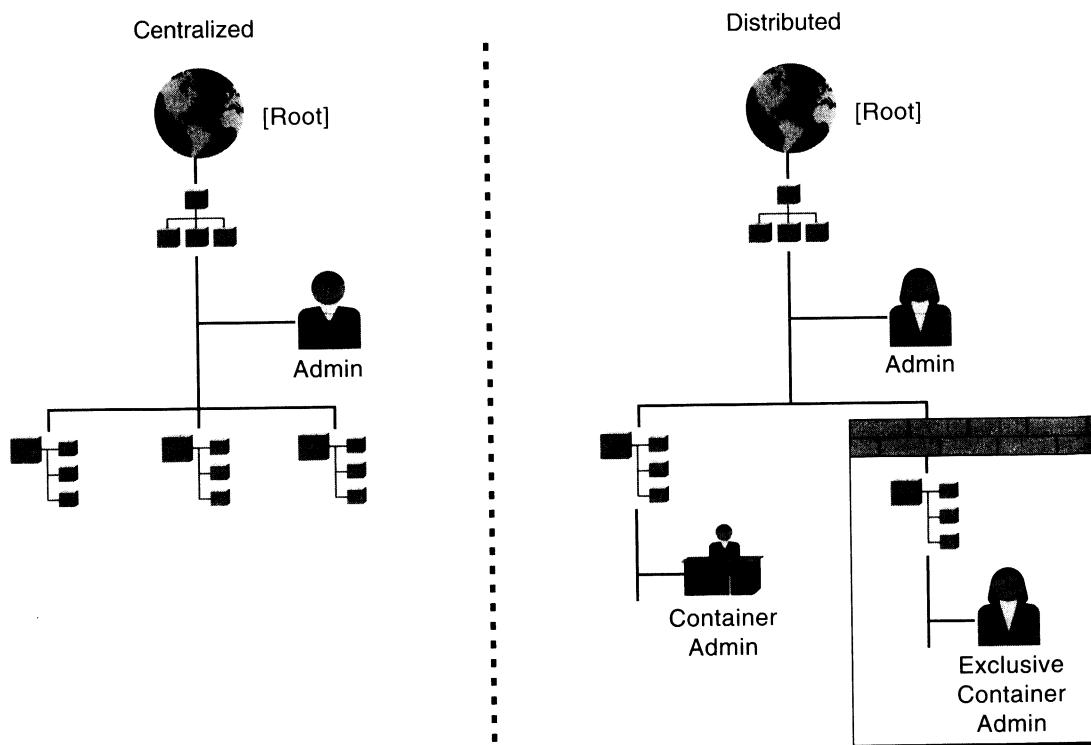 Centralized
[Root]
Admin
Distributed
[Root]
Admin
Container
Admin
Exclusive
Container
Admin